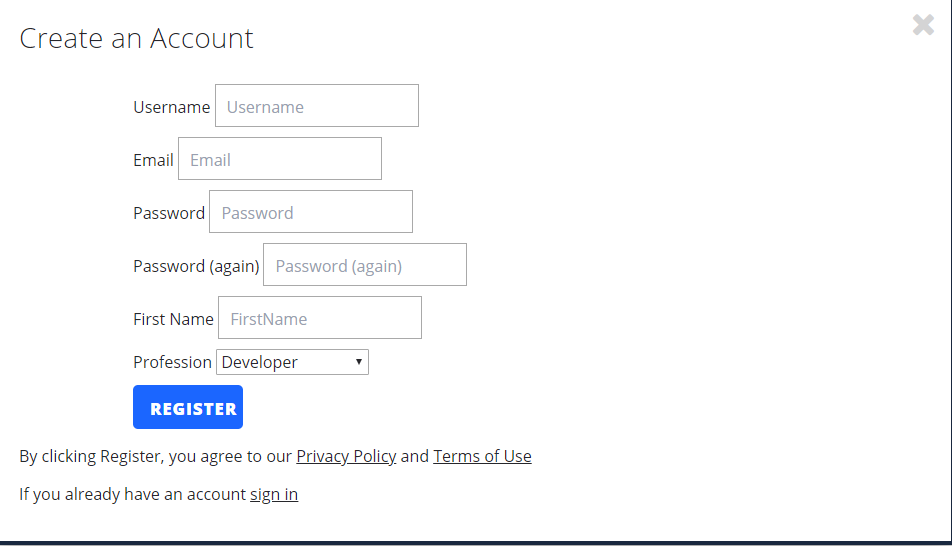 Create an Account
Username Username
Email Email
Password Password
Password (again) Password (again)
First Name FirstName
Profession Developer
REGISTER
By clicking Register, you agree to our Privacy Policy and Terms of Use
If you already have an account sign in